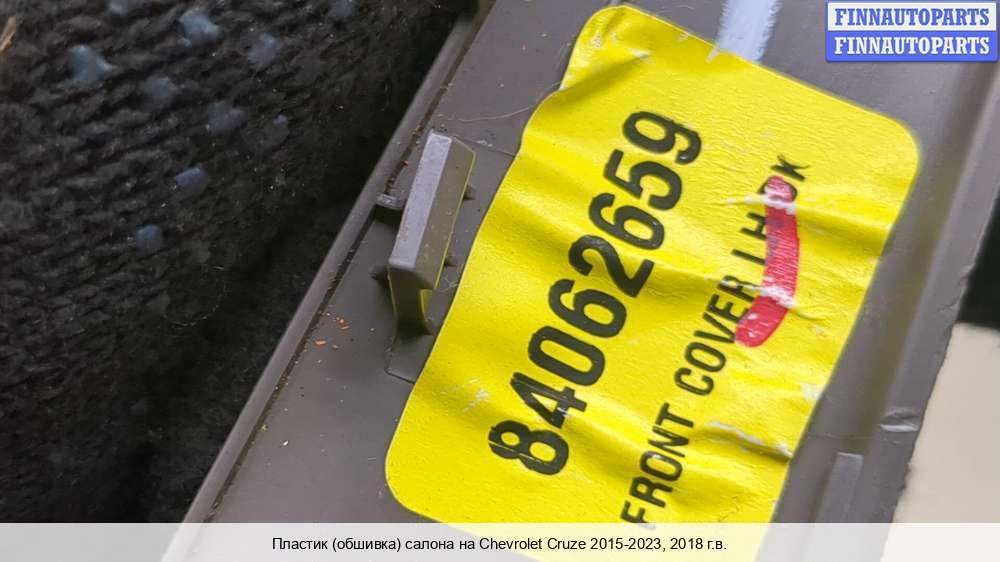 FINNAUTOPARTS
FINNAUTOPARTS
84062659
FRONT COVER LH
Пластик (обшивка) салона на Chevrolet Cruze 2015-2023, 2018 г.в.